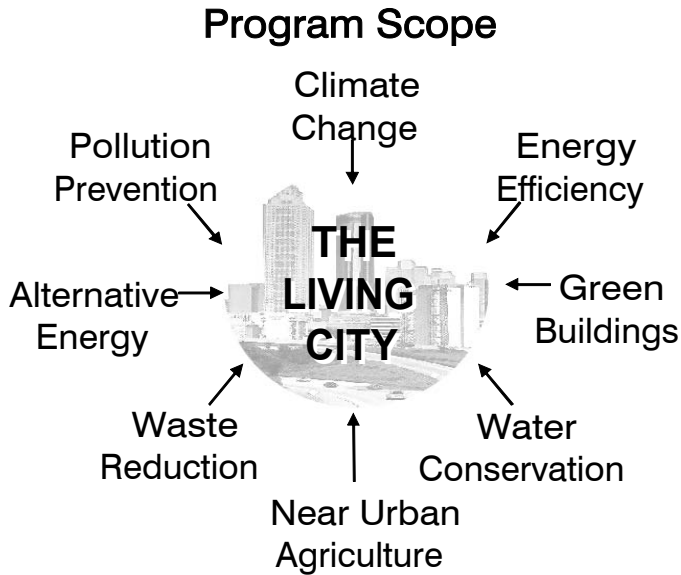 Program Scope
Climate
Change
Pollution
Prevention
Energy
Efficiency
THE
LIVING
CITY
Alternative
Energy
Green
Buildings
Waste
Reduction
Water
Conservation
Near Urban
Agriculture